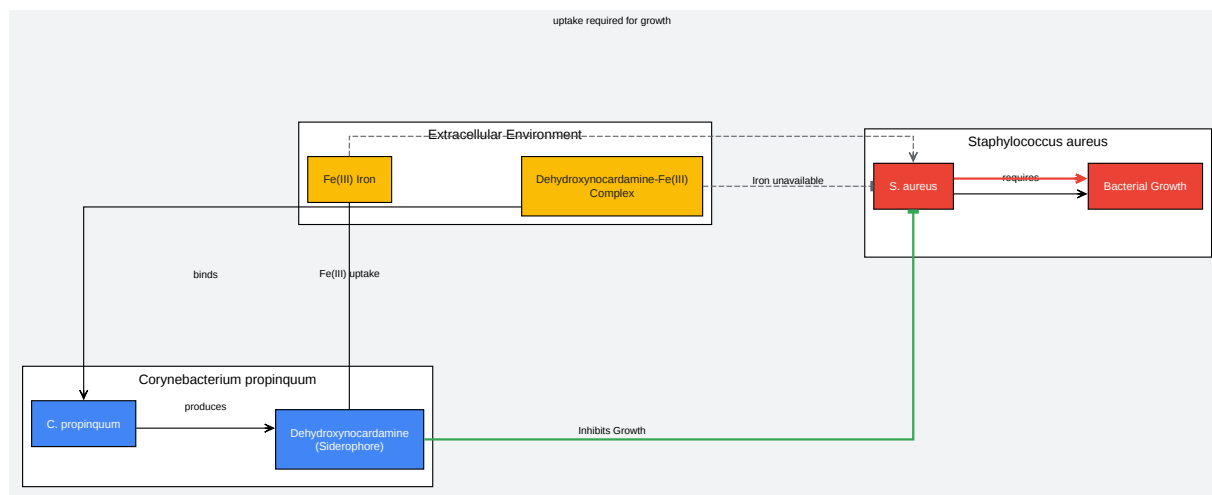 uptake required for growth
Extracellular Environment
Staphylococcus aureus
Fe(III) Iron
Dehydroxynocardamine-Fe(III)
Complex
Iron unavailable
S. aureus
requires
Bacterial Growth
binds
Fe(III) uptake
Corynebacterium propinquum
produces
C. propinquum
Dehydroxynocardamine
(Siderophore)
Inhibits Growth